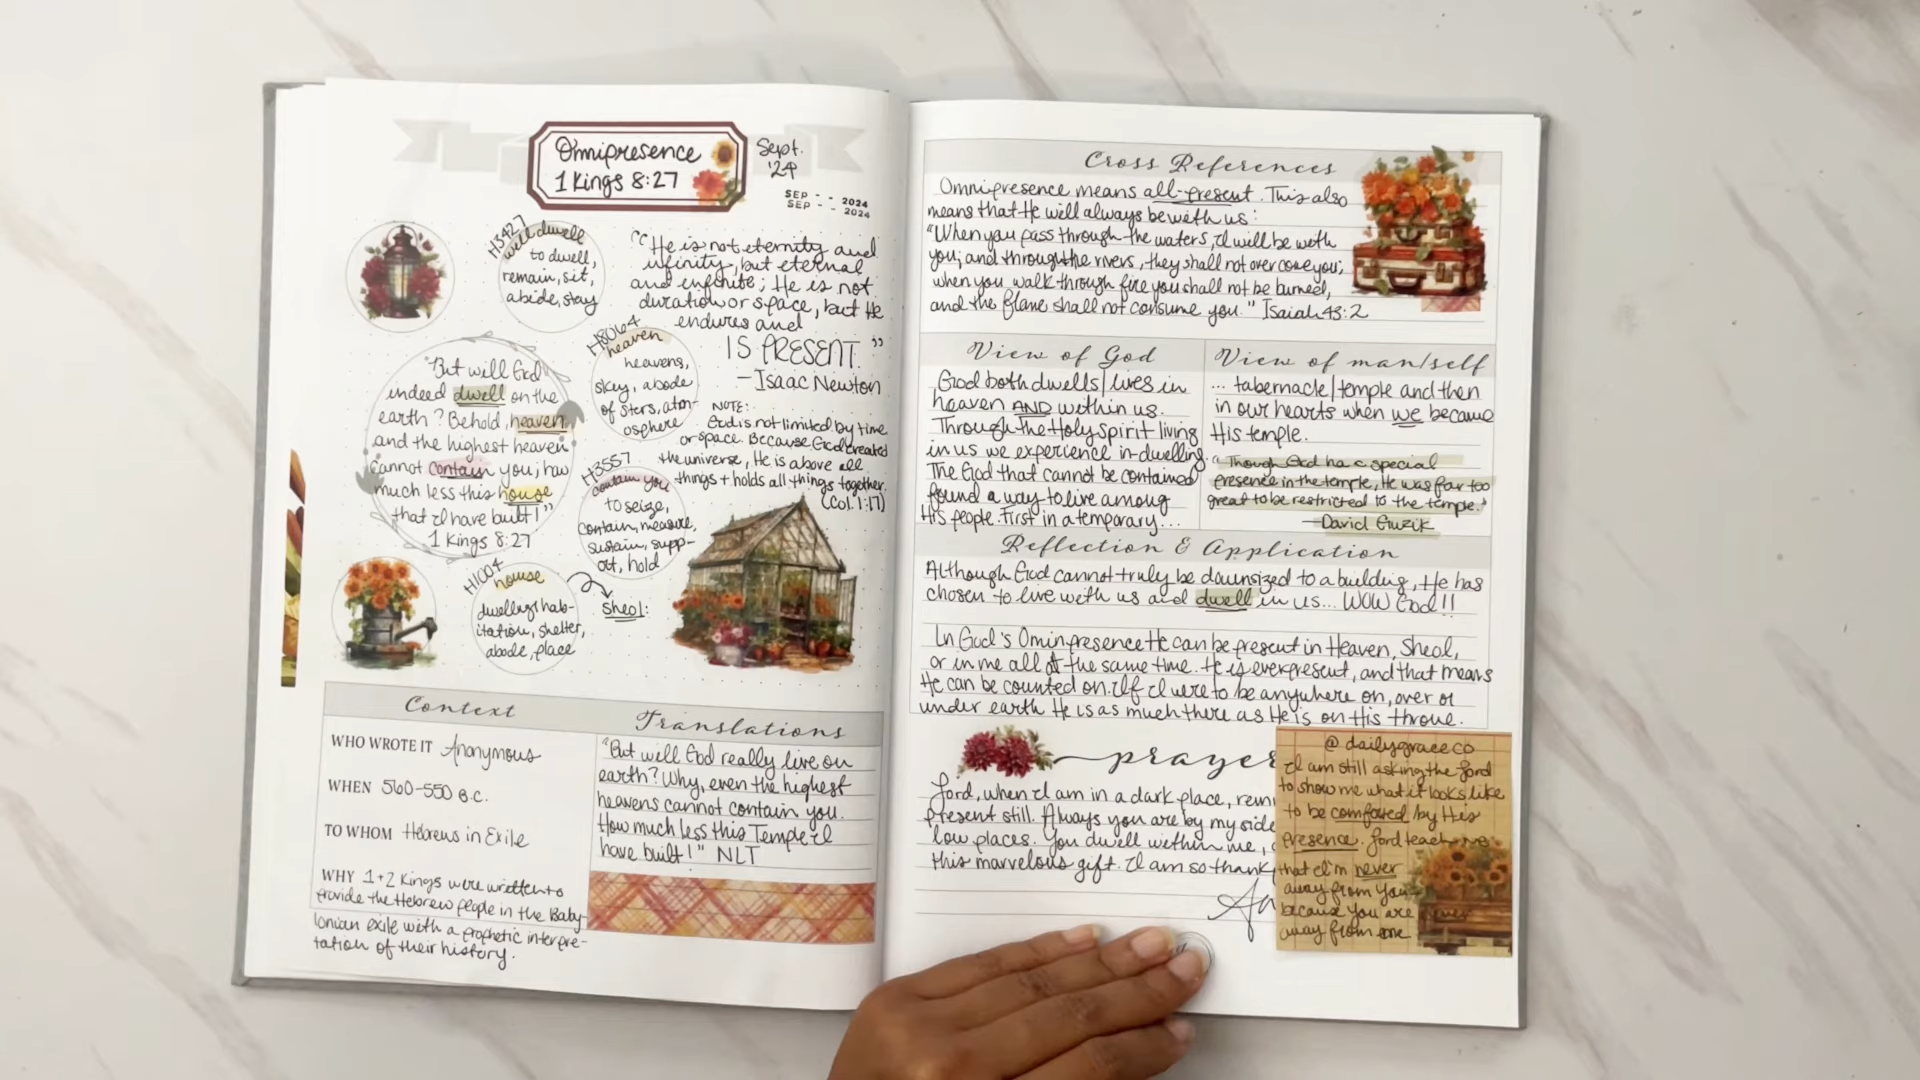 Omnipresence
1 Kings 8:27
Sept.
'24
SEP - - 2024
SEP - - 2024
H3427
will dwell
to dwell,
remain, sit,
abide, stay
"He is not eternity and
infinity, but eternal
and infinite; He is not
duration or space, but He
endures and
IS PRESENT."
-Isaac Newton
H8064
heaven
heavens,
sky, abode
of stars, atm-
osphere
NOTE:
God is not limited by time
or space. Because God created
the universe, He is above all
things + holds all things together.
(Col. 1:17)
"But will God
indeed dwell on the
earth? Behold, heaven
and the highest heaven
cannot contain you; how
much less this house
that I have built!"
1 Kings 8:27
H3557
contain you
to seize,
contain, measure,
sustain, supp-
ort, hold
H1004
house
dwelling habi-
itation, shelter,
abode, place
Sheol:
Context
WHO WROTE IT Anonymous
WHEN 560-550 B.C.
TO WHOM Hebrews in Exile
WHY 1+2 Kings were written to
provide the Hebrew people in the Baby-
lonian exile with a prophetic interpre-
tation of their history.
Translations
"But will God really live on
earth? Why, even the highest
heavens cannot contain you.
How much less this Temple I
have built!" NLT
Cross References
Omnipresence means all-present. This also
means that He will always be with us:
"When you pass through the waters, I will be with
you; and through the rivers, they shall not overcome you;
when you walk through fire you shall not be burned,
and the flame shall not consume you." Isaiah 43:2
View of God
God both dwells/lives in
heaven AND within us.
Through the Holy Spirit living
in us we experience in-dwelling.
The God that cannot be contained
found a way to live among
His people. First in a temporary...
View of man/self
... tabernacle/temple and then
in our hearts when we became
His temple.
"Though God has a special
presence in the temple, He was far too
great to be restricted to the temple."
-David Guzik
Reflection & Application
Although God cannot truly be downsized to a building, He has
chosen to live with us and dwell in us... WOW God!!
In God's Ominpresence He can be present in Heaven, Sheol,
or in me all at the same time. He is everpresent, and that means
He can be counted on. If I were to be anywhere on, over or
under earth He is as much there as He is on His throne.
prayer
Lord, when I am in a dark place, rem
present still. Always you are by my side
low places. You dwell within me,
this marvelous gift. I am so thank
@dailygraceco
I am still asking the Lord
to show me what it looks like
to be comforted by His
presence. Lord teach me
that I'm never
away from You
because You are never
away from me